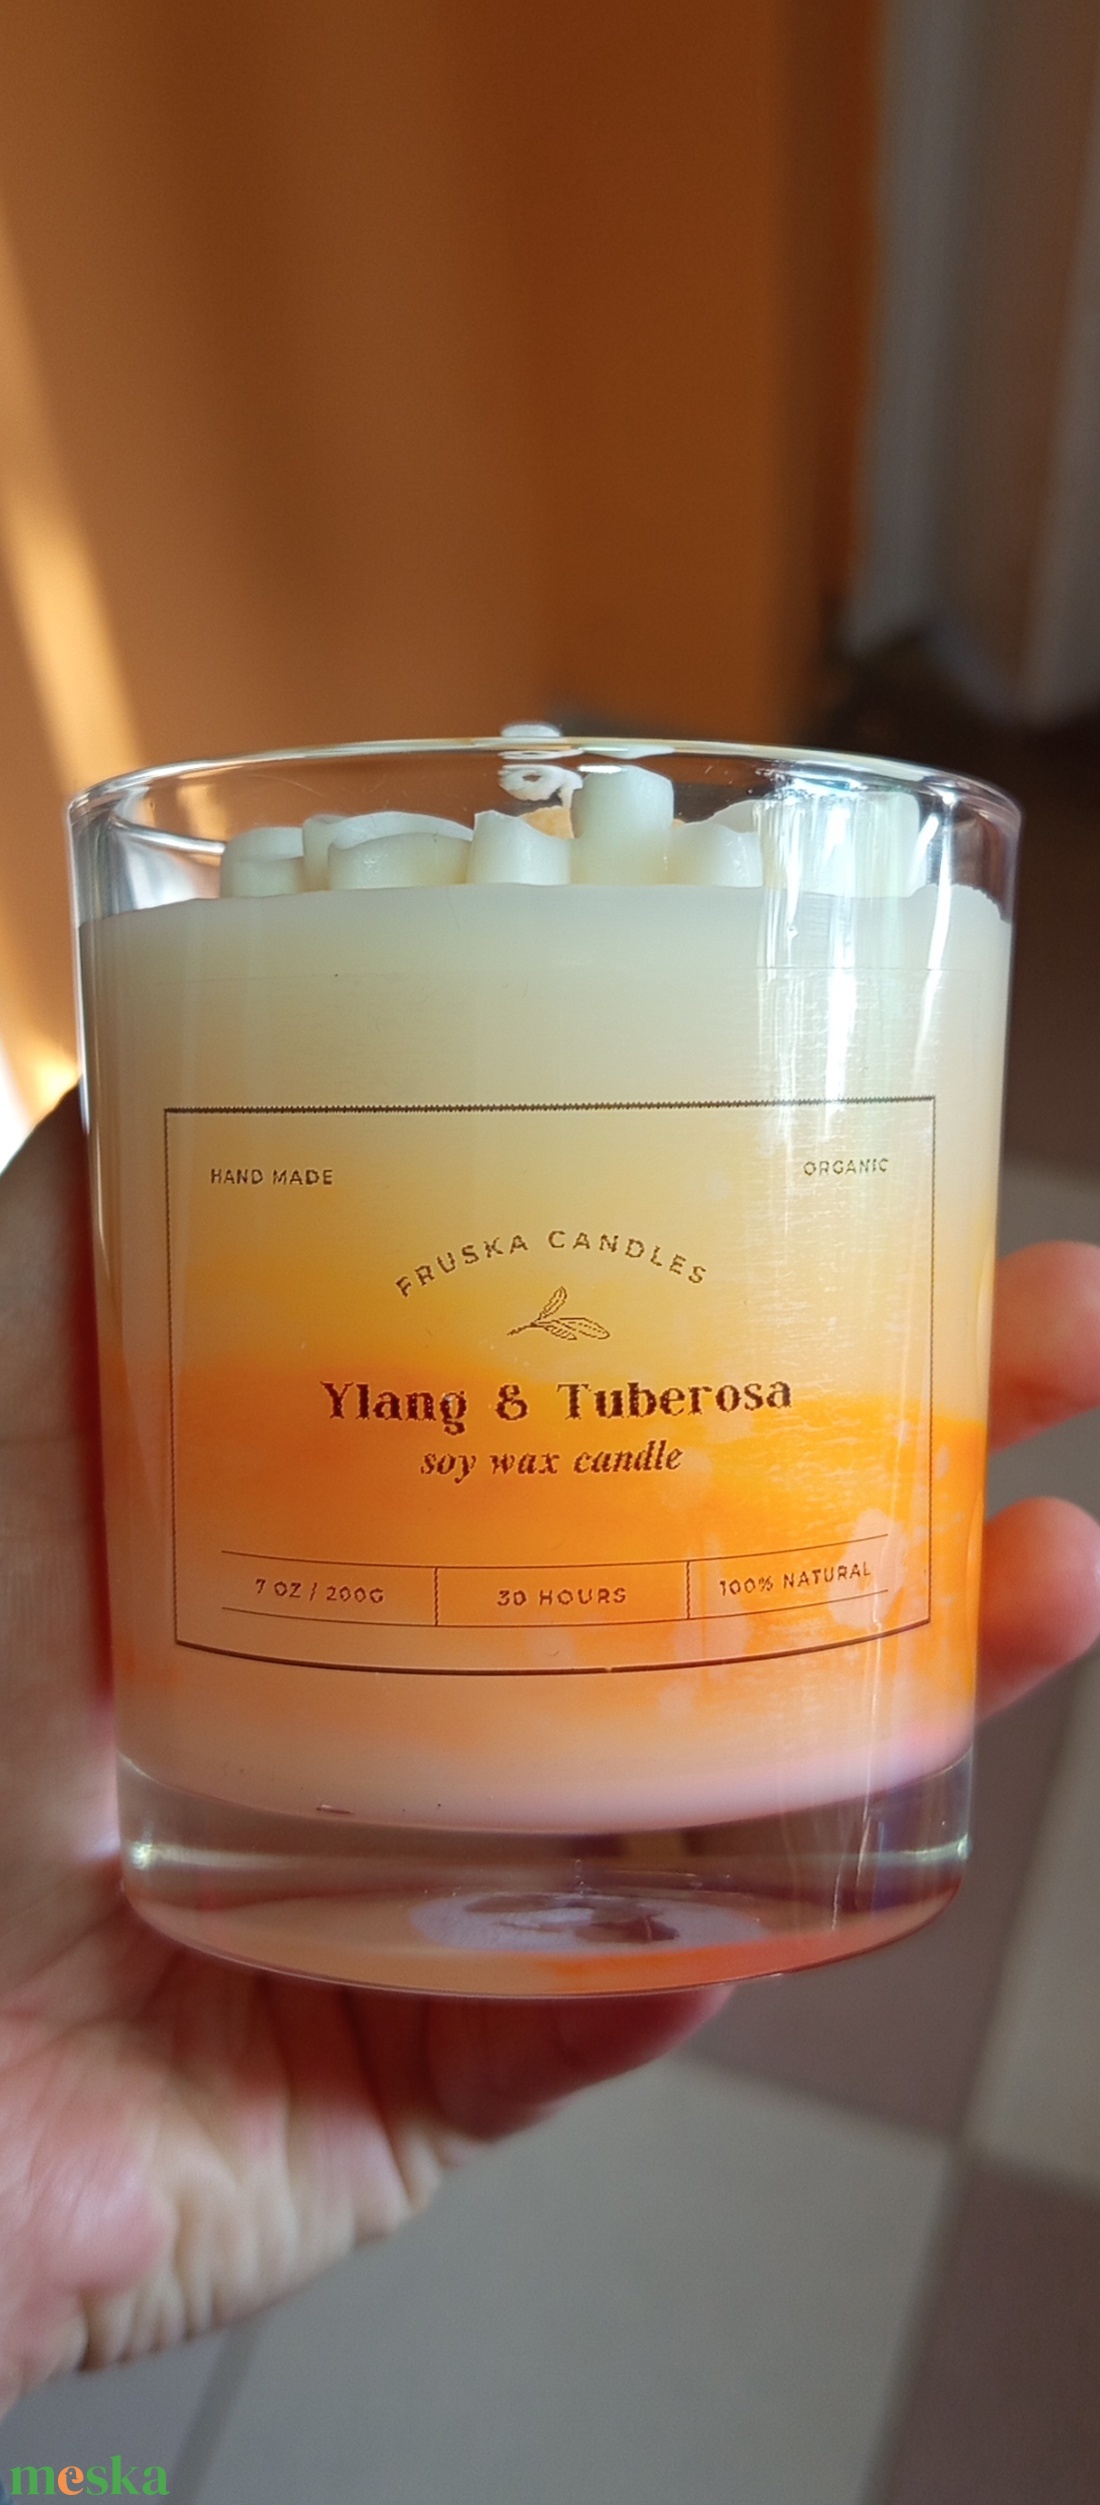 HAND MADE
ORGANIC
FRUSKA CANDLES
Ylang & Tuberosa
soy wax candle
7 OZ / 200G
30 HOURS
100% NATURAL
meska